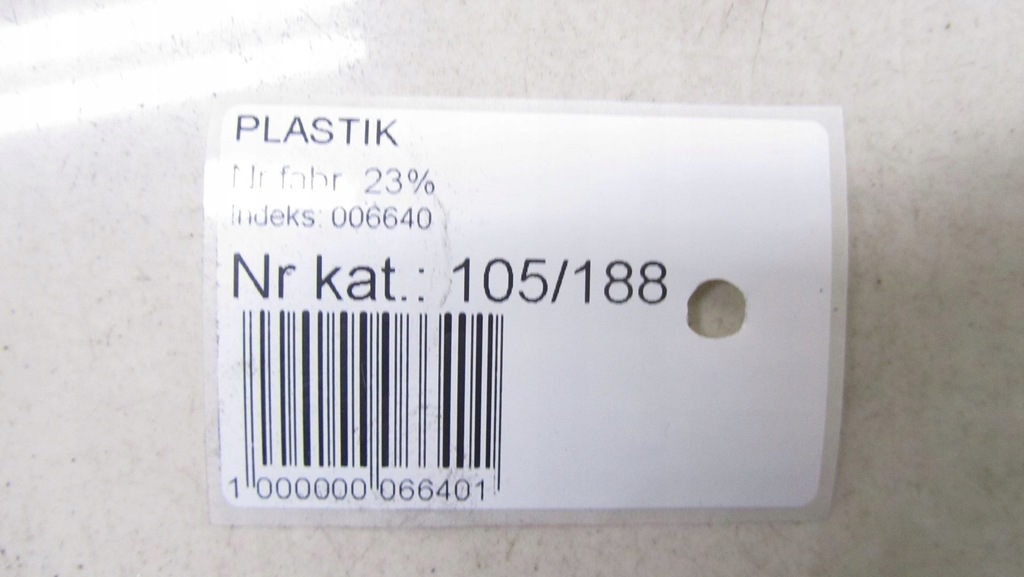 PLASTIK
Nr fabr. 23%
Indeks: 006640
Nr kat.: 105/188
1 000000 066401